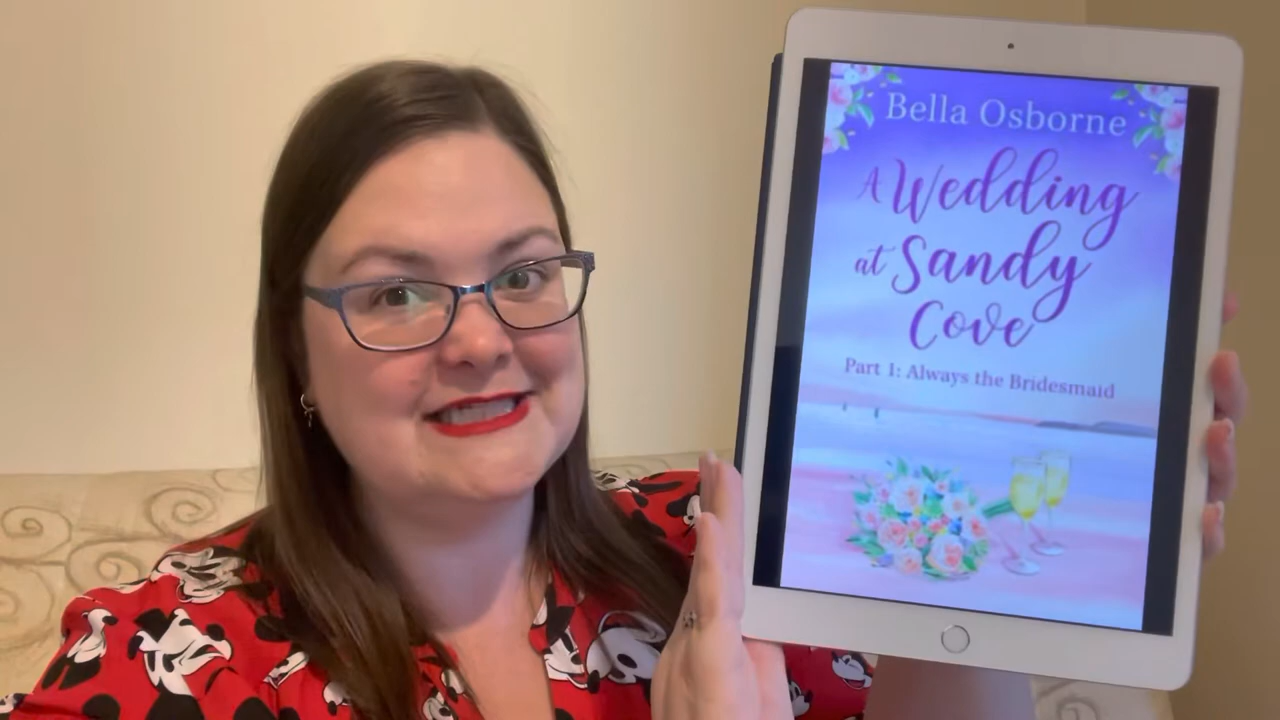 Bella Osborne
A Wedding
at Sandy
Cove
Part 1: Always the Bridesmaid